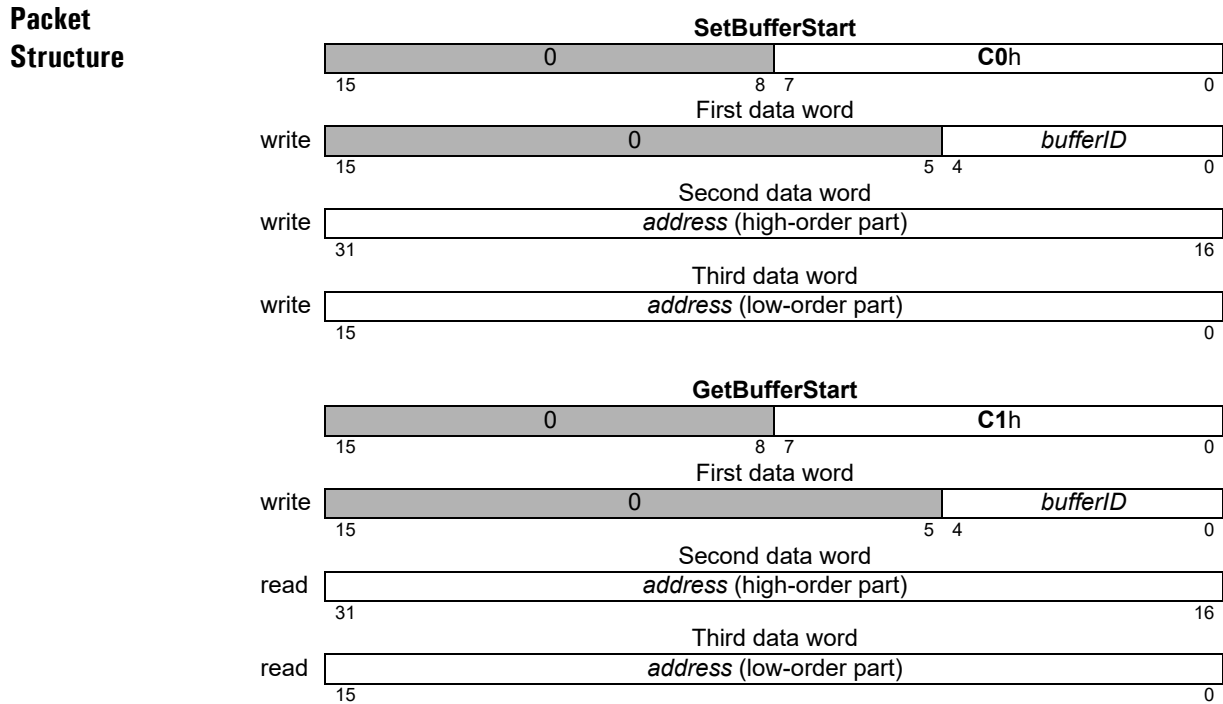 Packet
Structure
SetBufferStart
0 C0h
15 8 7 0
First data word
write 0 bufferID
15 5 4 0
Second data word
write address (high-order part)
31 16
Third data word
write address (low-order part)
15 0
GetBufferStart
0 C1h
15 8 7 0
First data word
write 0 bufferID
15 5 4 0
Second data word
read address (high-order part)
31 16
Third data word
read address (low-order part)
15 0